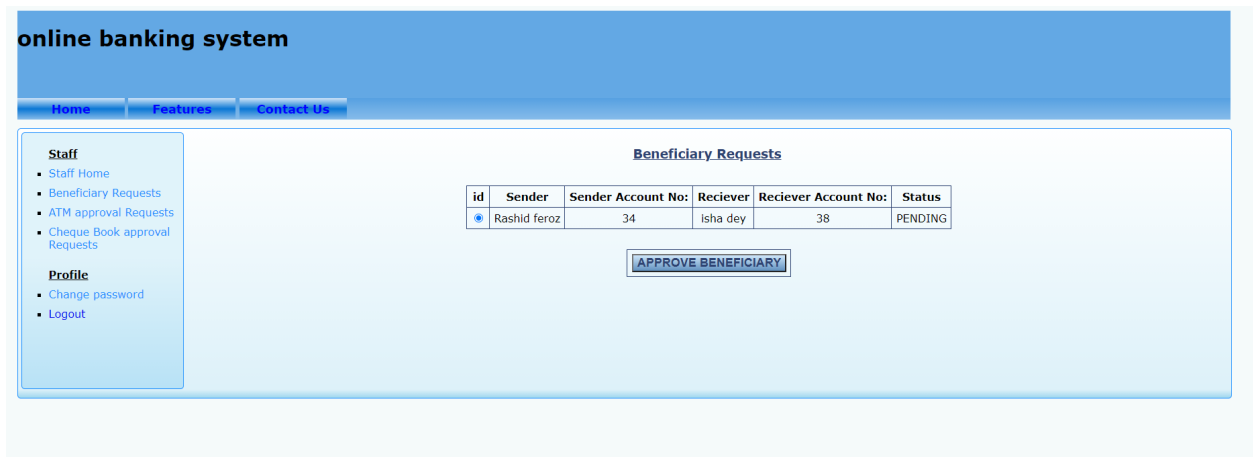 online banking system
Home Features Contact Us
Staff
Staff Home
Beneficiary Requests
ATM approval Requests
Cheque Book approval
Requests
Profile
Change password
Logout
Beneficiary Requests
id Sender Sender Account No: Reciever Reciever Account No: Status
Rashid feroz 34 isha dey 38 PENDING
APPROVE BENEFICIARY